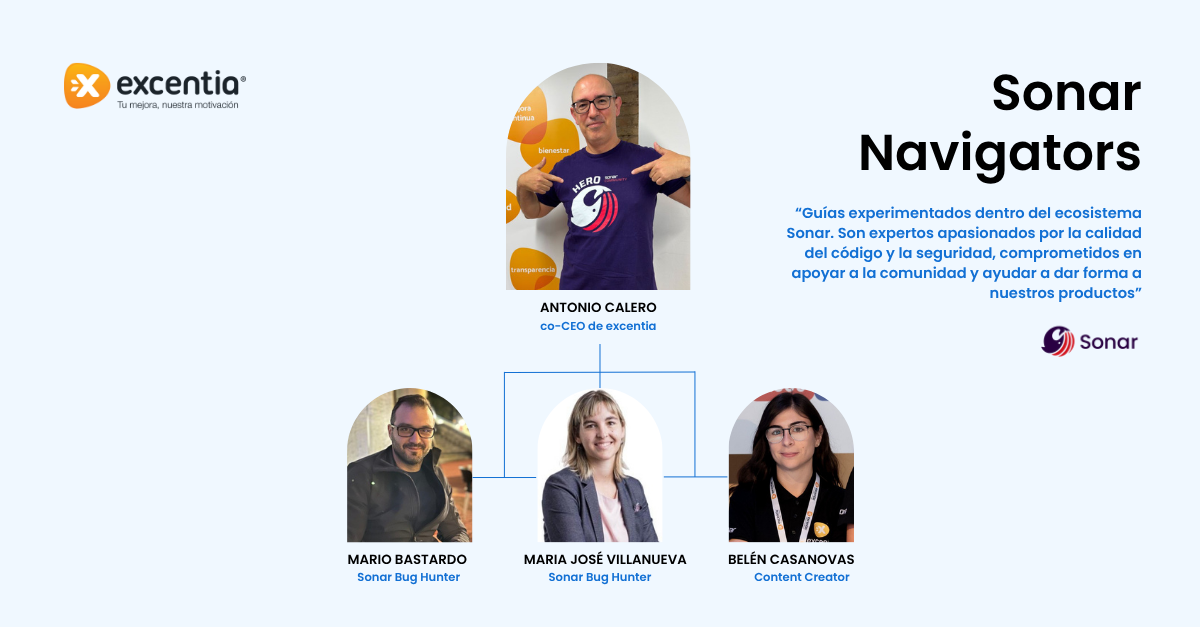 excentia®
Tu mejora, nuestra motivación
Sonar
Navigators
“Guías experimentados dentro del ecosistema
Sonar. Son expertos apasionados por la calidad
del código y la seguridad, comprometidos en
apoyar a la comunidad y ayudar a dar forma a
nuestros productos”
Sonar
bienestar
HERO
sonar
transparencia
ANTONIO CALERO
co-CEO de excentia
MARIO BASTARDO
Sonar Bug Hunter
MARIA JOSÉ VILLANUEVA
Sonar Bug Hunter
BELÉN CASANOVAS
Content Creator